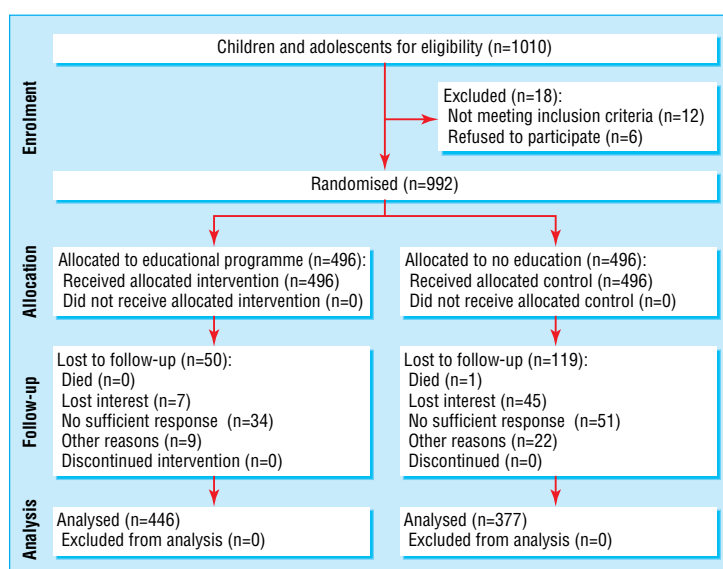 Enrolment
Children and adolescents for eligibility (n=1010)
Excluded (n=18):
Not meeting inclusion criteria (n=12)
Refused to participate (n=6)
Randomised (n=992)
Allocation
Allocated to educational programme (n=496):
Received allocated intervention (n=496)
Did not receive allocated intervention (n=0)
Allocated to no education (n=496):
Received allocated control (n=496)
Did not receive allocated control (n=0)
Follow-up
Lost to follow-up (n=50):
Died (n=0)
Lost interest (n=7)
No sufficient response (n=34)
Other reasons (n=9)
Discontinued intervention (n=0)
Lost to follow-up (n=119):
Died (n=1)
Lost interest (n=45)
No sufficient response (n=51)
Other reasons (n=22)
Discontinued (n=0)
Analysis
Analysed (n=446)
Excluded from analysis (n=0)
Analysed (n=377)
Excluded from analysis (n=0)